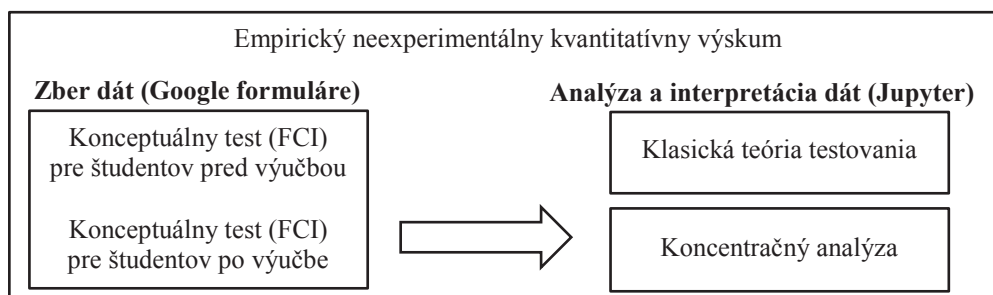 Empirický neexperimentálny kvantitatívny výskum
Zber dát (Google formuláre)
Konceptuálny test (FCI)
pre študentov pred výučbou
Konceptuálny test (FCI)
pre študentov po výučbe
Analýza a interpretácia dát (Jupyter)
Klasická teória testovania
Koncentračný analýza